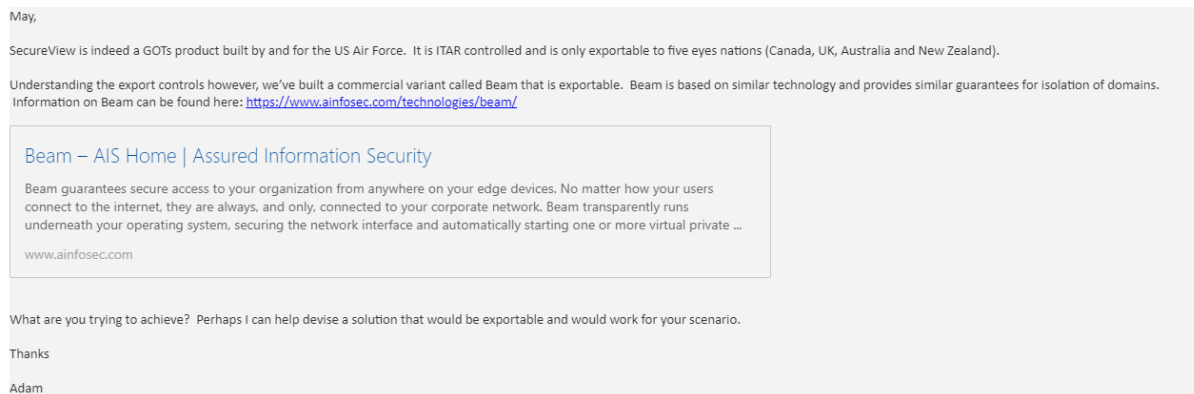 May,
SecureView is indeed a GOTs product built by and for the US Air Force.  It is ITAR controlled and is only exportable to five eyes nations (Canada, UK, Australia and New Zealand).
Understanding the export controls however, we've built a commercial variant called Beam that is exportable.  Beam is based on similar technology and provides similar guarantees for isolation of domains.
Information on Beam can be found here: https://www.ainfosec.com/technologies/beam/
Beam – AIS Home | Assured Information Security
Beam guarantees secure access to your organization from anywhere on your edge devices. No matter how your users
connect to the internet, they are always, and only, connected to your corporate network. Beam transparently runs
underneath your operating system, securing the network interface and automatically starting one or more virtual private ...
www.ainfosec.com
What are you trying to achieve?  Perhaps I can help devise a solution that would be exportable and would work for your scenario.
Thanks
Adam